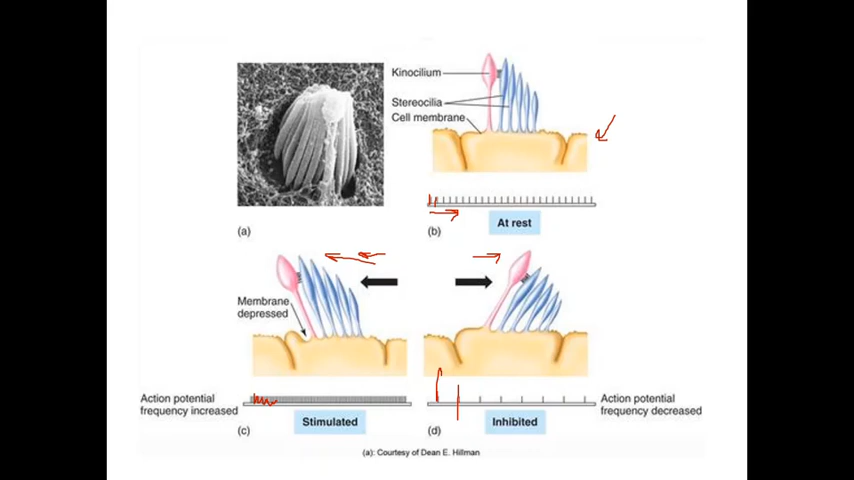 Kinocilium
Stereocilia
Cell membrane
(a)
(b)
At rest
Membrane
depressed
Action potential
frequency increased
Stimulated
(c)
Inhibited
(d)
Action potential
frequency decreased
(a): Courtesy of Dean E. Hillman